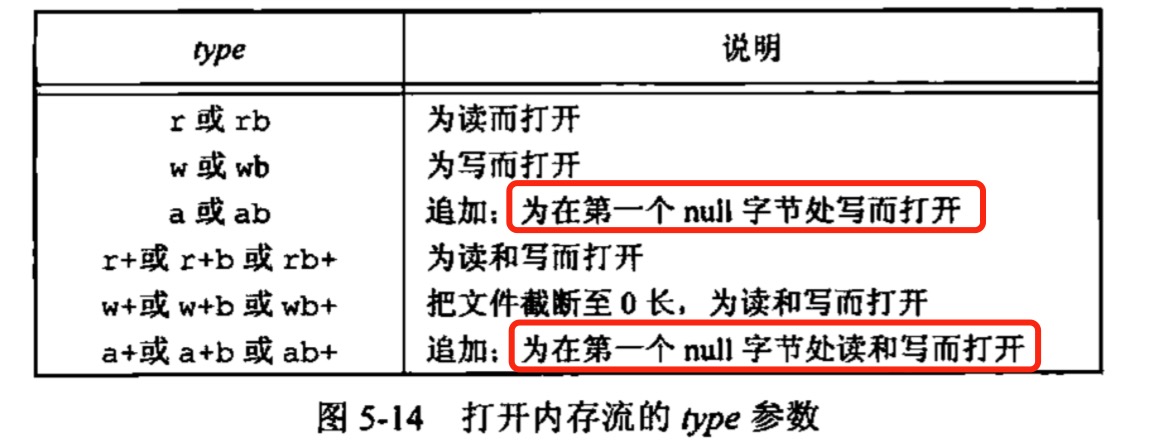 type 说明
r 或 rb 为读而打开
w 或 wb 为写而打开
a 或 ab 追加：为在第一个 null 字节处写而打开
r+或 r+b 或 rb+ 为读和写而打开
w+或 w+b 或 wb+ 把文件截断至 0 长，为读和写而打开
a+或 a+b 或 ab+ 追加：为在第一个 null 字节处读和写而打开
图 5-14 打开内存流的 type 参数